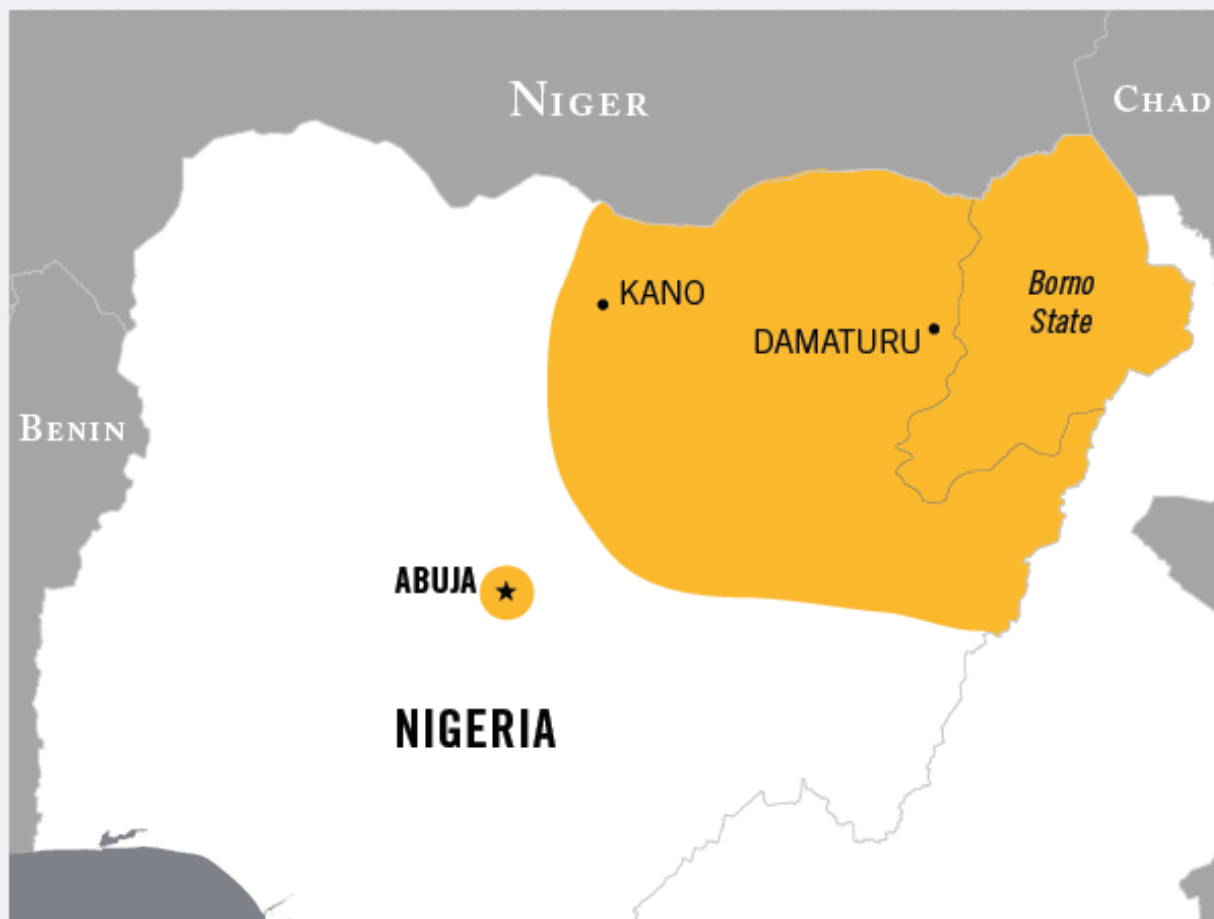 NIGER
CHAD
KANO
Borno
State
DAMATURU
BENIN
ABUJA
NIGERIA